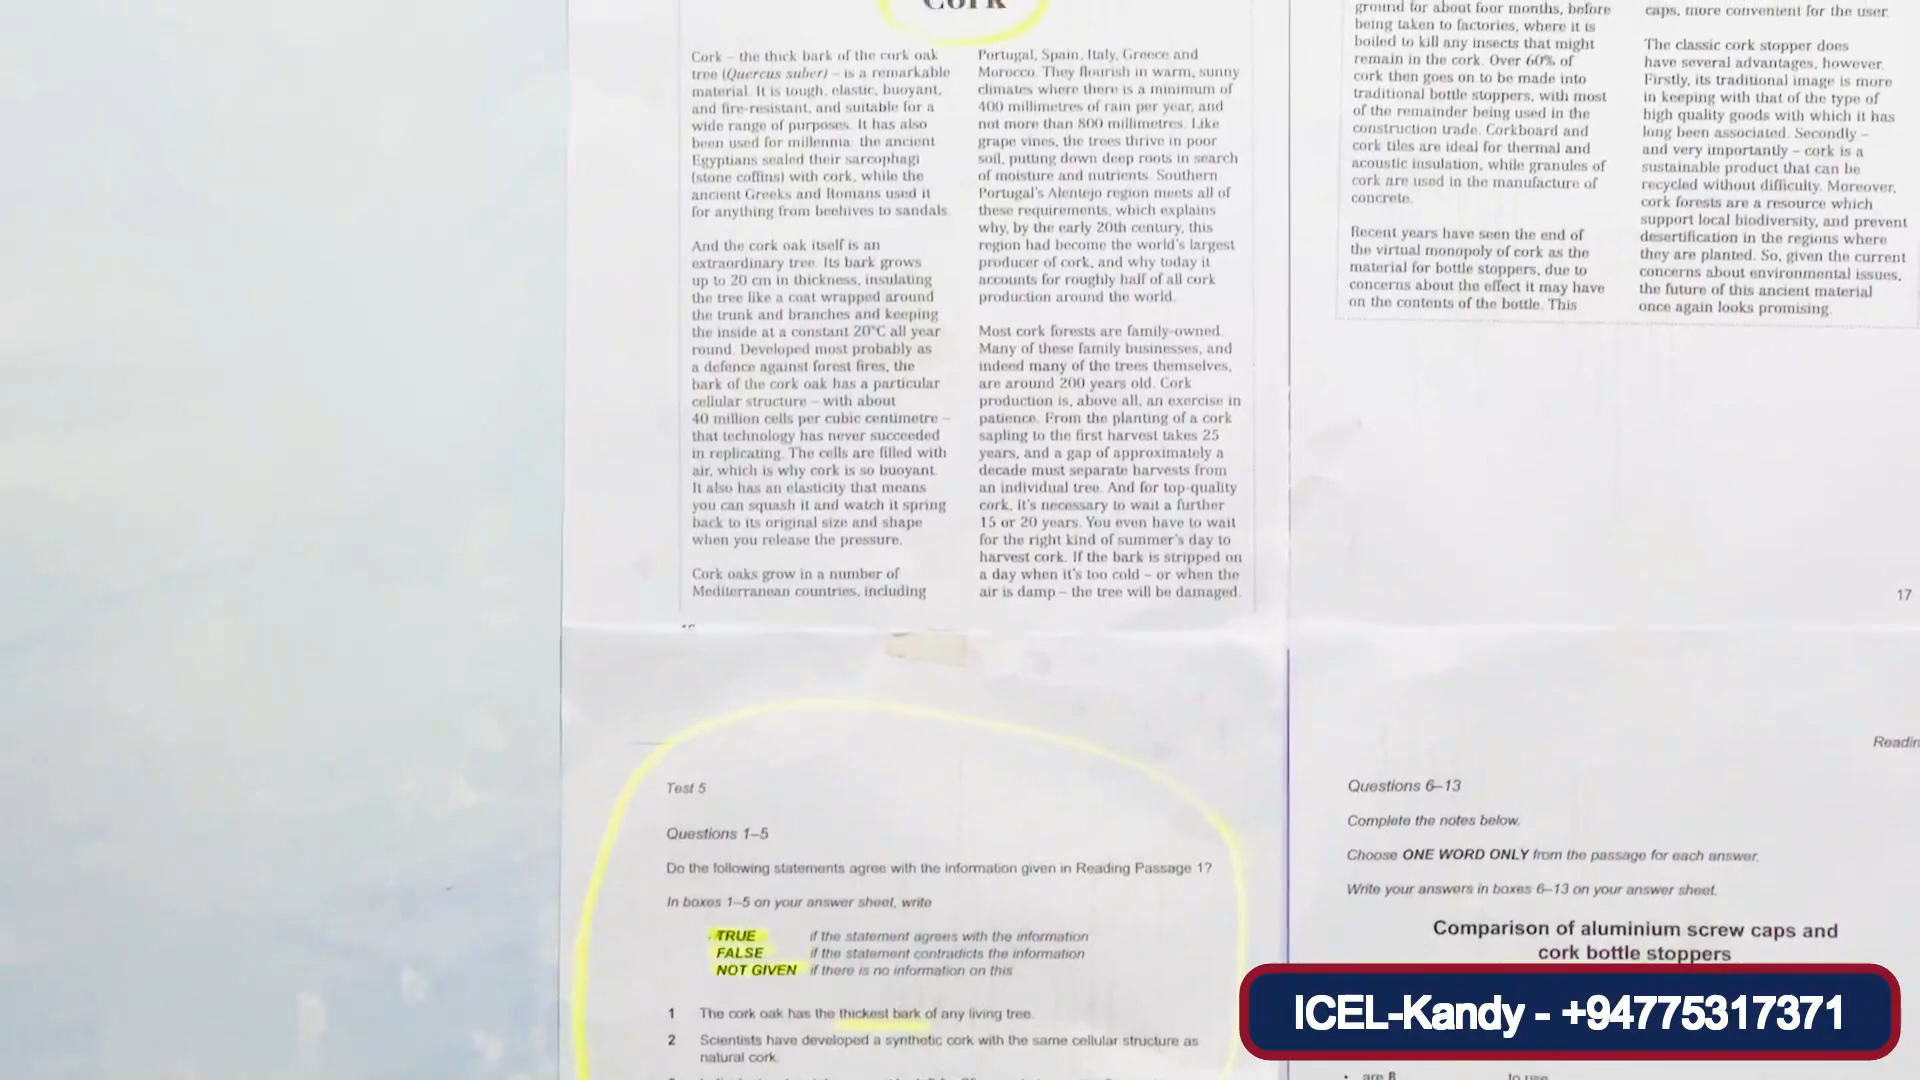 Cork
Cork – the thick bark of the cork oak
tree (Quercus suber) – is a remarkable
material. It is tough, elastic, buoyant,
and fire-resistant, and suitable for a
wide range of purposes. It has also
been used for millennia: the ancient
Egyptians sealed their sarcophagi
(stone coffins) with cork, while the
ancient Greeks and Romans used it
for anything from beehives to sandals.
And the cork oak itself is an
extraordinary tree. Its bark grows
up to 20 cm in thickness, insulating
the tree like a coat wrapped around
the trunk and branches and keeping
the inside at a constant 20°C all year
round. Developed most probably as
a defence against forest fires, the
bark of the cork oak has a particular
cellular structure – with about
40 million cells per cubic centimetre –
that technology has never succeeded
in replicating. The cells are filled with
air, which is why cork is so buoyant.
It also has an elasticity that means
you can squash it and watch it spring
back to its original size and shape
when you release the pressure.
Cork oaks grow in a number of
Mediterranean countries, including
Portugal, Spain, Italy, Greece and
Morocco. They flourish in warm, sunny
climates where there is a minimum of
400 millimetres of rain per year, and
not more than 800 millimetres. Like
grape vines, the trees thrive in poor
soil, putting down deep roots in search
of moisture and nutrients. Southern
Portugal's Alentejo region meets all of
these requirements, which explains
why, by the early 20th century, this
region had become the world's largest
producer of cork, and why today it
accounts for roughly half of all cork
production around the world.
Most cork forests are family-owned.
Many of these family businesses, and
indeed many of the trees themselves,
are around 200 years old. Cork
production is, above all, an exercise in
patience. From the planting of a cork
sapling to the first harvest takes 25
years, and a gap of approximately a
decade must separate harvests from
an individual tree. And for top-quality
cork, it's necessary to wait a further
15 or 20 years. You even have to wait
for the right kind of summer's day to
harvest cork. If the bark is stripped on
a day when it's too cold – or when the
air is damp – the tree will be damaged.
ground for about four months, before
being taken to factories, where it is
boiled to kill any insects that might
remain in the cork. Over 60% of
cork then goes on to be made into
traditional bottle stoppers, with most
of the remainder being used in the
construction trade. Corkboard and
cork tiles are ideal for thermal and
acoustic insulation, while granules of
cork are used in the manufacture of
concrete.
Recent years have seen the end of
the virtual monopoly of cork as the
material for bottle stoppers, due to
concerns about the effect it may have
on the contents of the bottle. This
caps, more convenient for the user.
The classic cork stopper does
have several advantages, however.
Firstly, its traditional image is more
in keeping with that of the type of
high quality goods with which it has
long been associated. Secondly –
and very importantly – cork is a
sustainable product that can be
recycled without difficulty. Moreover,
cork forests are a resource which
support local biodiversity, and prevent
desertification in the regions where
they are planted. So, given the current
concerns about environmental issues,
the future of this ancient material
once again looks promising.
17
Test 5
Questions 1–5
Do the following statements agree with the information given in Reading Passage 1?
In boxes 1–5 on your answer sheet, write
TRUE if the statement agrees with the information
FALSE if the statement contradicts the information
NOT GIVEN if there is no information on this
1 The cork oak has the thickest bark of any living tree.
2 Scientists have developed a synthetic cork with the same cellular structure as
natural cork.
Readin
Questions 6–13
Complete the notes below.
Choose ONE WORD ONLY from the passage for each answer.
Write your answers in boxes 6–13 on your answer sheet.
Comparison of aluminium screw caps and
cork bottle stoppers
ICEL-Kandy - +94775317371